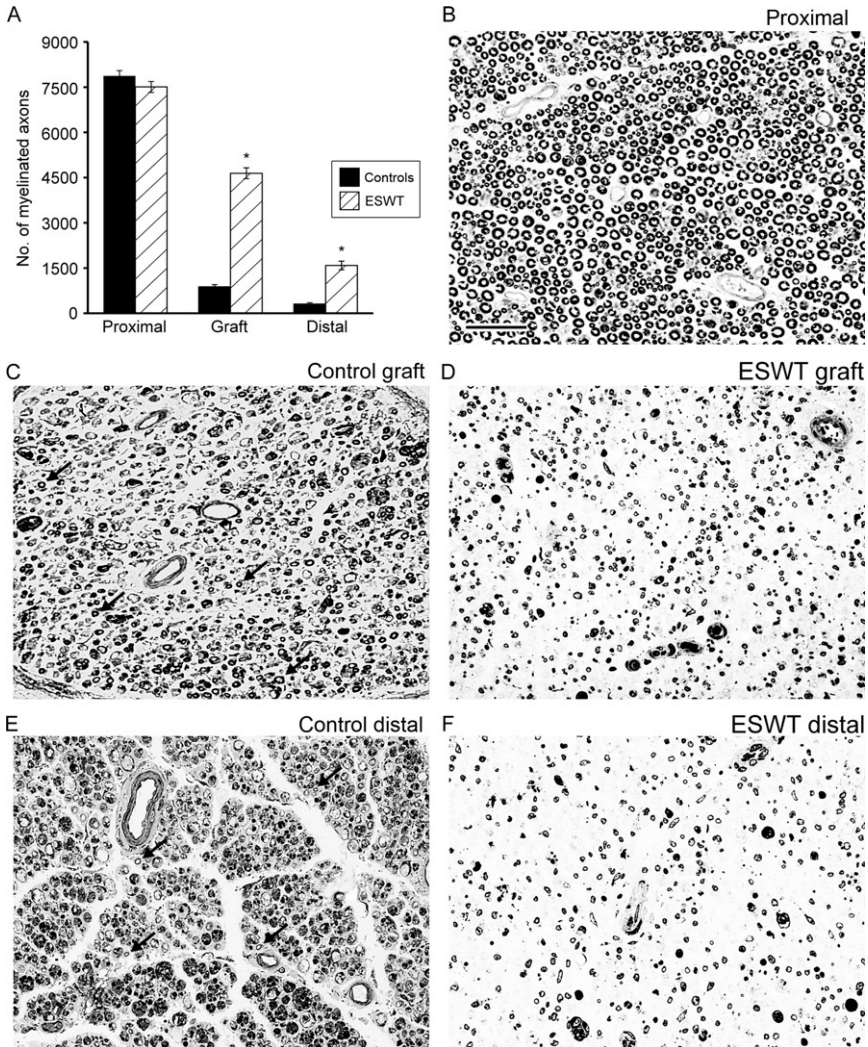 A
No. of myelinated axons
9000
7500
6000
4500
3000
1500
0
*
*
Controls
ESWT
Proximal Graft Distal
B Proximal
C Control graft
D ESWT graft
E Control distal
F ESWT distal